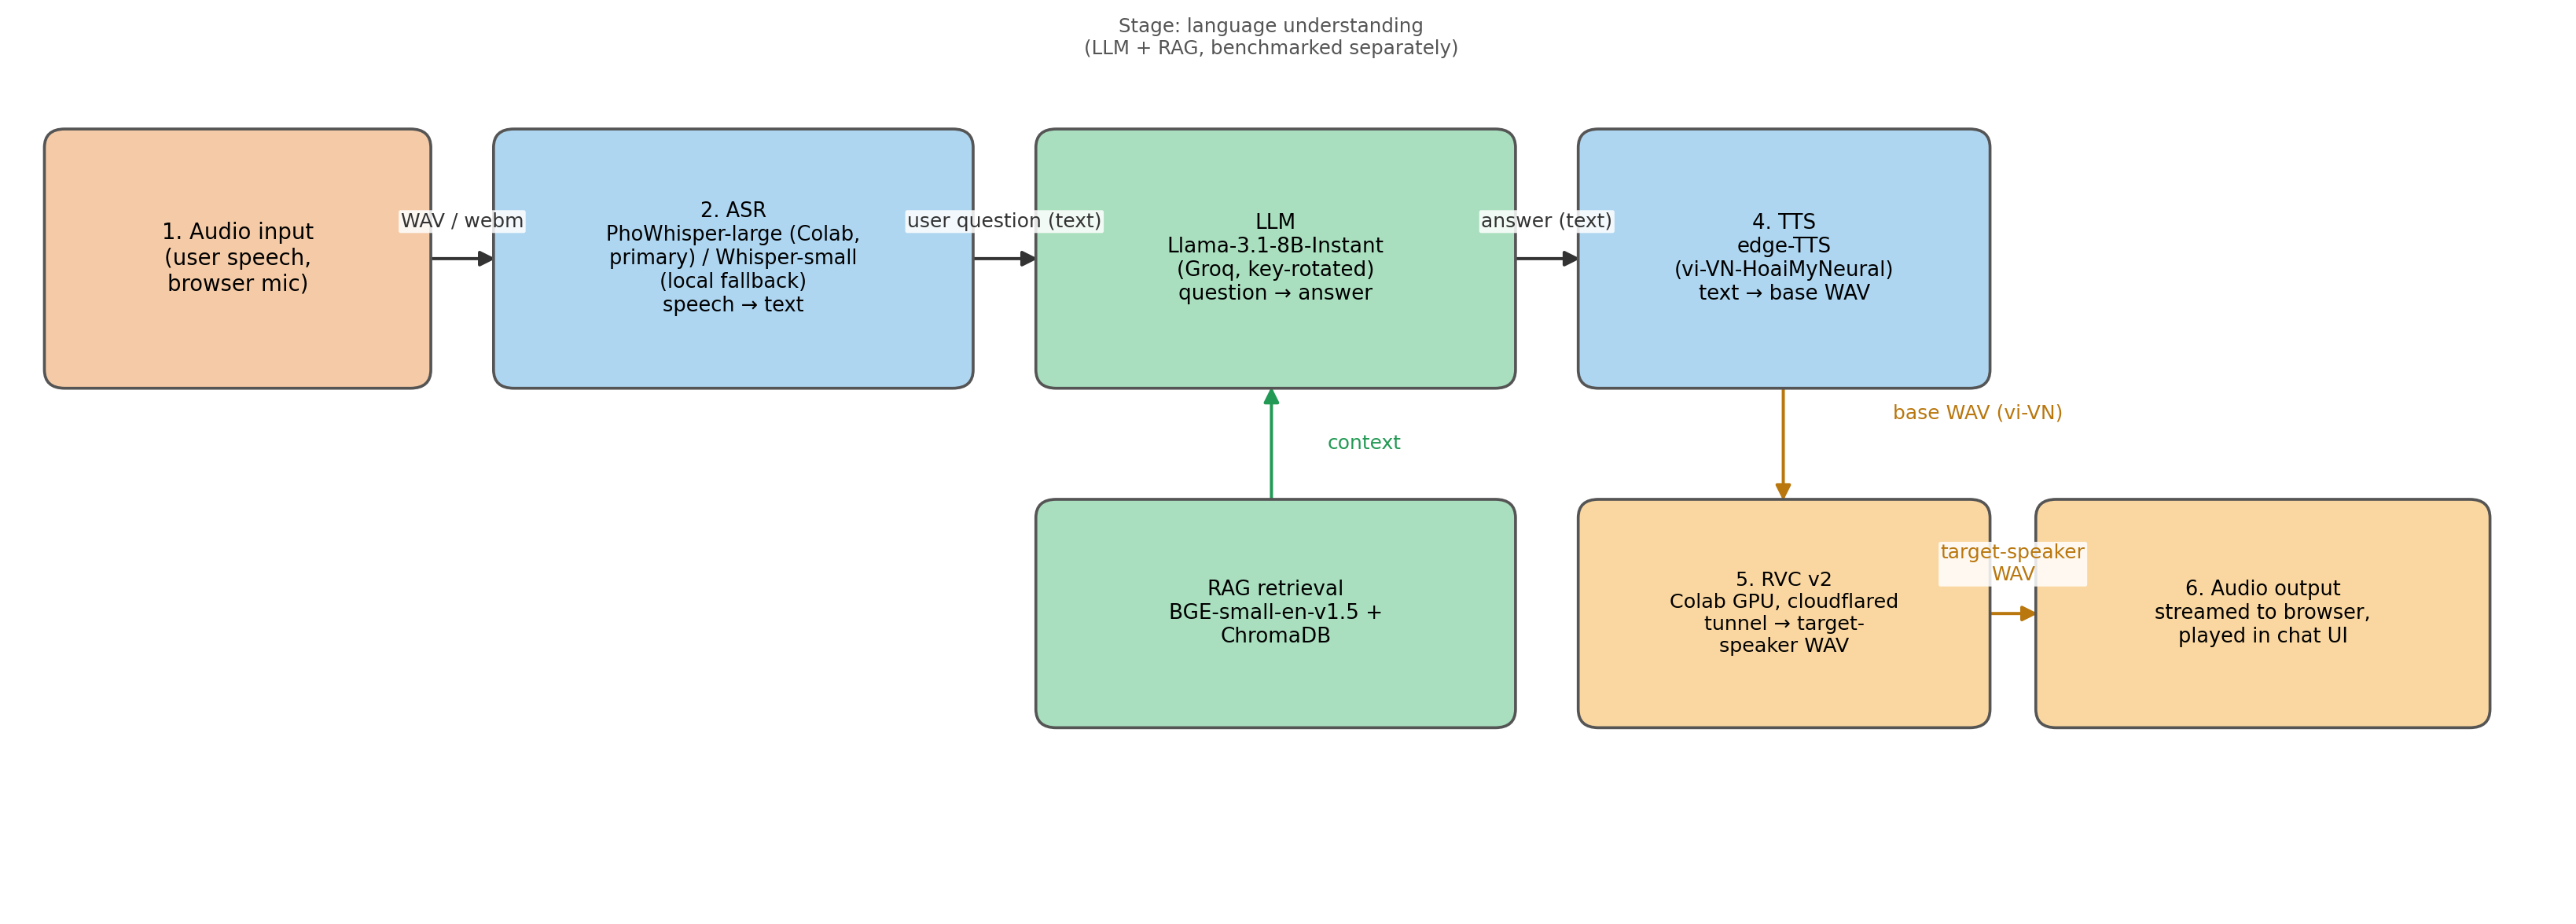 Stage: language understanding
(LLM + RAG, benchmarked separately)
1. Audio input
(user speech,
browser mic)
WAV / webm
2. ASR
PhoWhisper-large (Colab,
primary) / Whisper-small
(local fallback)
speech → text
user question (text)
LLM
Llama-3.1-8B-Instant
(Groq, key-rotated)
question → answer
answer (text)
4. TTS
edge-TTS
(vi-VN-HoaiMyNeural)
text → base WAV
context
base WAV (vi-VN)
RAG retrieval
BGE-small-en-v1.5 +
ChromaDB
5. RVC v2
Colab GPU, cloudflared
tunnel → target-
speaker WAV
target-speaker
WAV
6. Audio output
streamed to browser,
played in chat UI